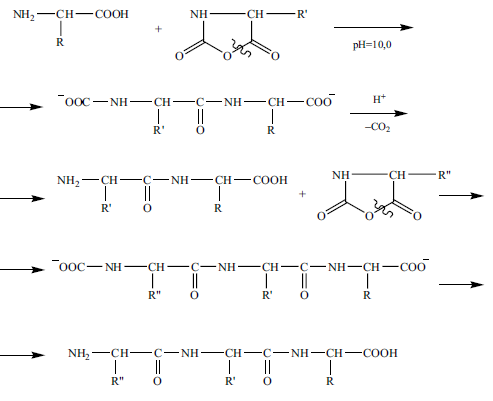 NH₂—CH—COOH + NH—CH—R'
R
O O O
pH=10,0
⁻OOC—NH—CH—C—NH—CH—COO⁻ H⁺
R' O R –CO₂
NH₂—CH—C—NH—CH—COOH + NH—CH—R''
R' O R
O O O
⁻OOC—NH—CH—C—NH—CH—C—NH—CH—COO⁻
R'' O R' O R
NH₂—CH—C—NH—CH—C—NH—CH—COOH
R'' O R' O R